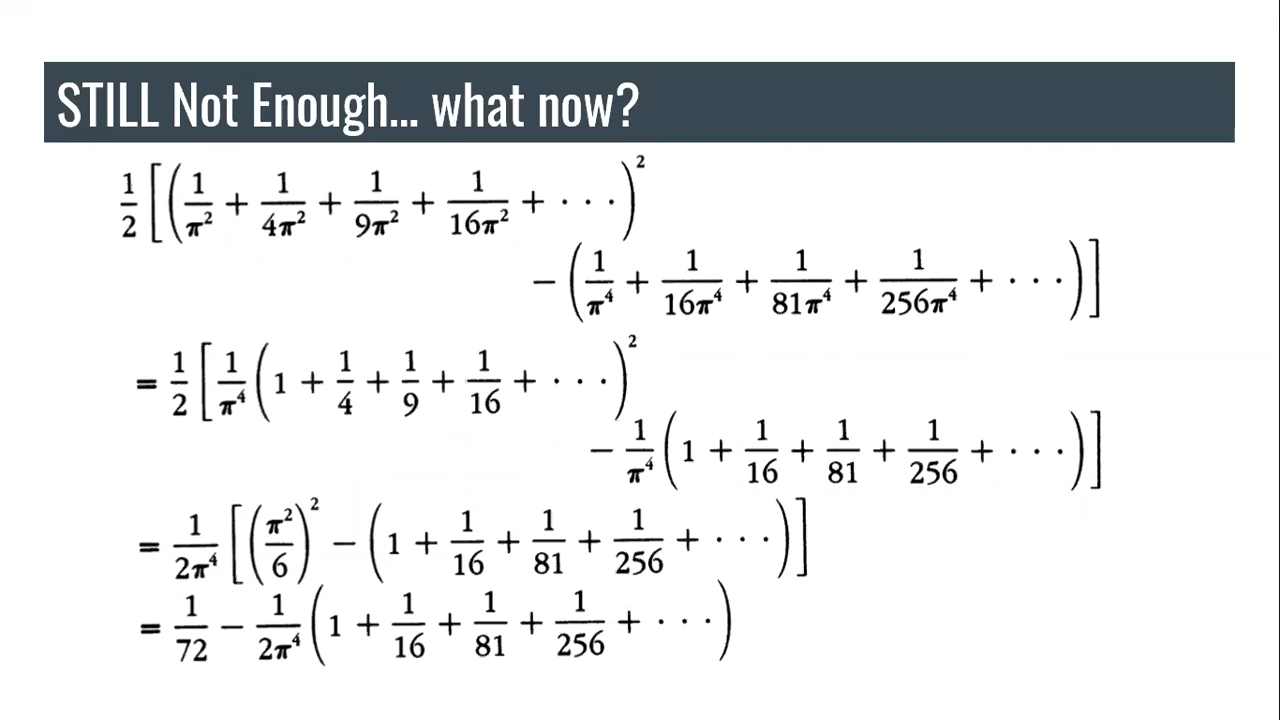 STILL Not Enough... what now?
1/2 [(1/π² + 1/4π² + 1/9π² + 1/16π² + ···)²
− (1/π⁴ + 1/16π⁴ + 1/81π⁴ + 1/256π⁴ + ···)]
= 1/2 [1/π⁴ (1 + 1/4 + 1/9 + 1/16 + ···)²
− 1/π⁴ (1 + 1/16 + 1/81 + 1/256 + ···)]
= 1/2π⁴ [(π²/6)² − (1 + 1/16 + 1/81 + 1/256 + ···)]
= 1/72 − 1/2π⁴ (1 + 1/16 + 1/81 + 1/256 + ···)